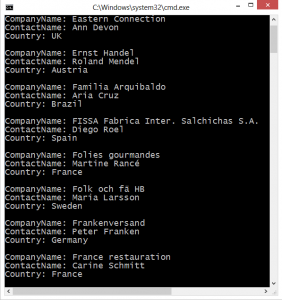 C:\Windows\system32\cmd.exe
CompanyName: Eastern Connection
ContactName: Ann Devon
Country: UK
CompanyName: Ernst Handel
ContactName: Roland Mendel
Country: Austria
CompanyName: Familia Arquibaldo
ContactName: Aria Cruz
Country: Brazil
CompanyName: FISSA Fabrica Inter. Salchichas S.A.
ContactName: Diego Roel
Country: Spain
CompanyName: Folies gourmandes
ContactName: Martine Rancé
Country: France
CompanyName: Folk och fä HB
ContactName: Maria Larsson
Country: Sweden
CompanyName: Frankenversand
ContactName: Peter Franken
Country: Germany
CompanyName: France restauration
ContactName: Carine Schmitt
Country: France